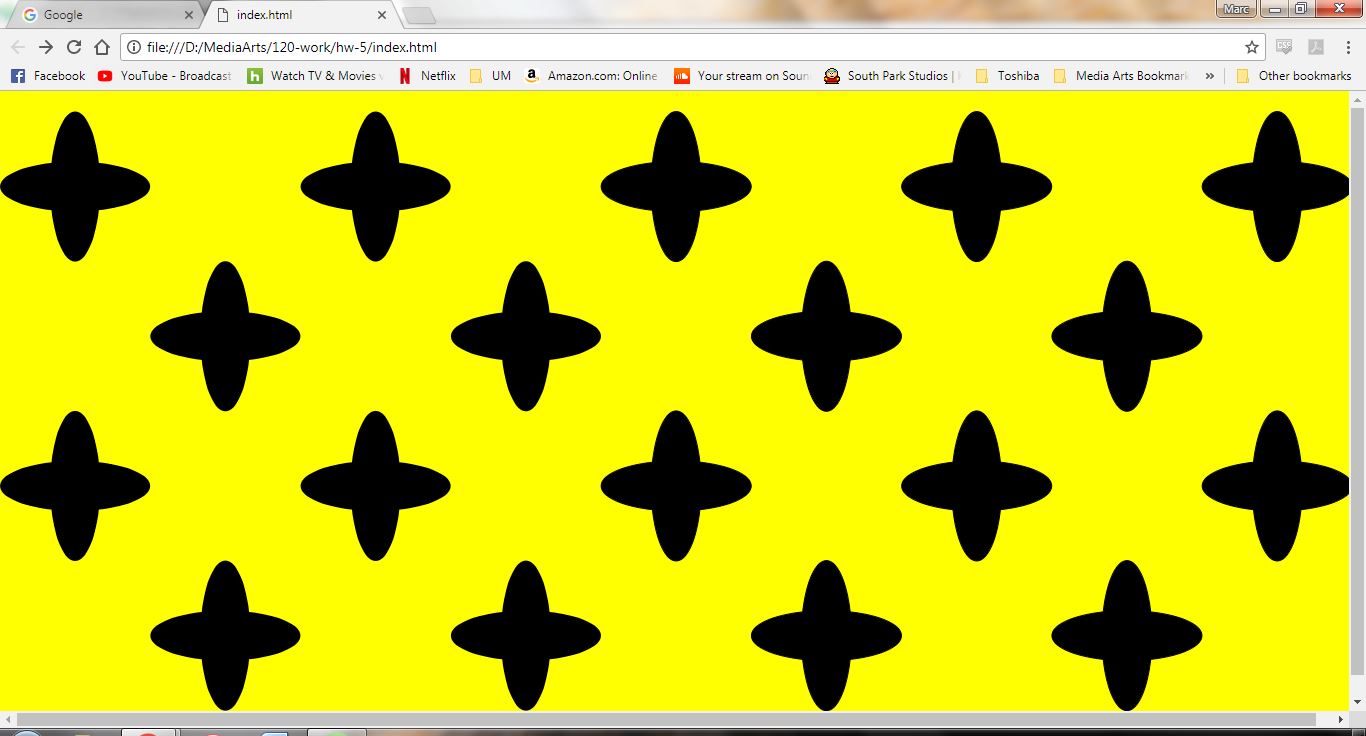 Google
index.html
Marc
file:///D:/MediaArts/120-work/hw-5/index.html
CSS
Facebook
YouTube - Broadcast
h
Watch TV & Movies
N
Netflix
UM
a
Amazon.com: Online
Your stream on Soun
South Park Studios |
Toshiba
Media Arts Bookmark
»
Other bookmarks